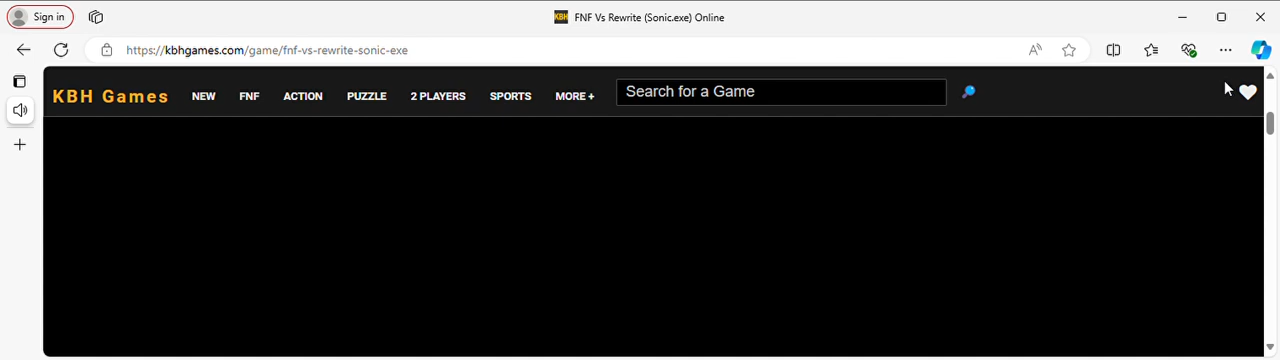 Sign in
KBH FNF Vs Rewrite (Sonic.exe) Online
https://kbhgames.com/game/fnf-vs-rewrite-sonic-exe
KBH Games NEW FNF ACTION PUZZLE 2 PLAYERS SPORTS MORE + Search for a Game